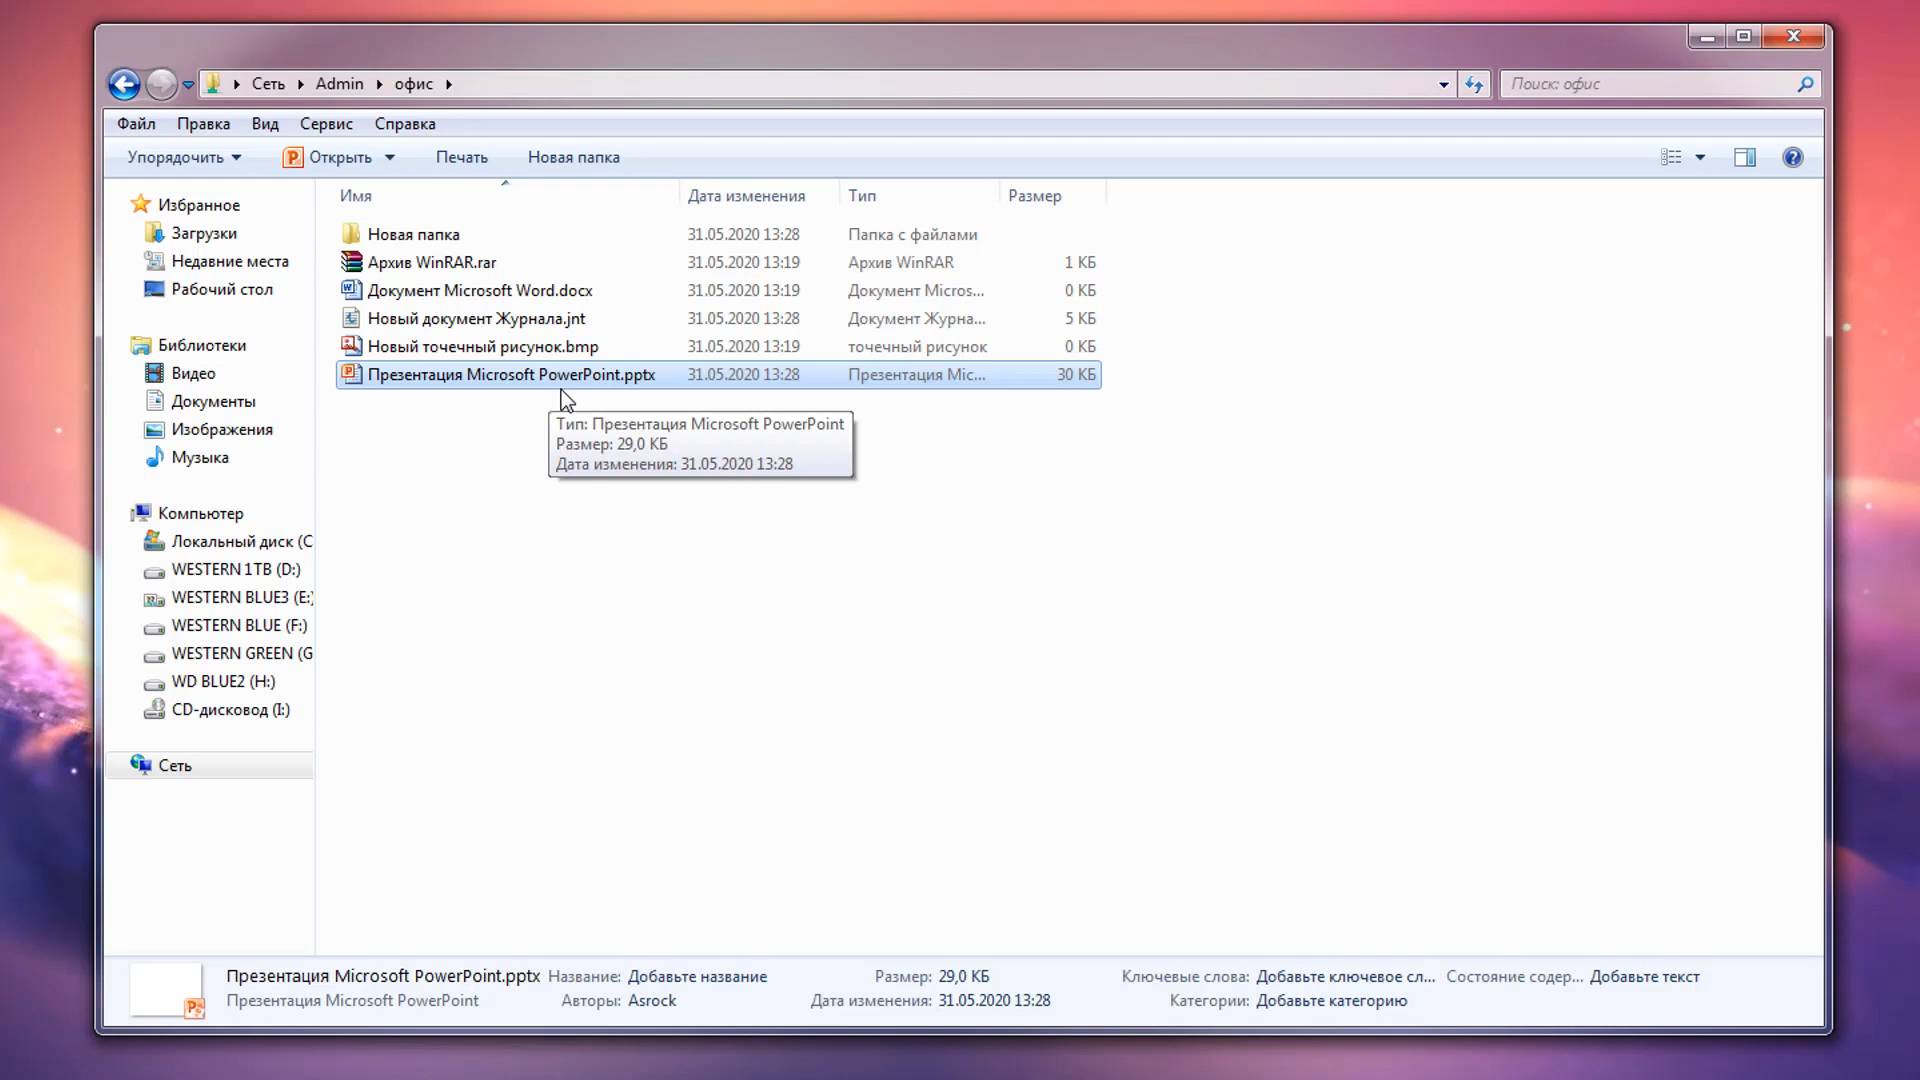 Сеть Admin офис
Поиск: офис
Файл Правка Вид Сервис Справка
Упорядочить Открыть Печать Новая папка
Имя Дата изменения Тип Размер
Избранное
Загрузки
Недавние места
Рабочий стол
Библиотеки
Видео
Документы
Изображения
Музыка
Компьютер
Локальный диск (C
WESTERN 1TB (D:)
WESTERN BLUE3 (E:)
WESTERN BLUE (F:)
WESTERN GREEN (G
WD BLUE2 (H:)
CD-дисковод (I:)
Сеть
Новая папка 31.05.2020 13:28 Папка с файлами
Архив WinRAR.rar 31.05.2020 13:19 Архив WinRAR 1 КБ
Документ Microsoft Word.docx 31.05.2020 13:19 Документ Micros... 0 КБ
Новый документ Журнала.jnt 31.05.2020 13:28 Документ Журна... 5 КБ
Новый точечный рисунок.bmp 31.05.2020 13:19 точечный рисунок 0 КБ
Презентация Microsoft PowerPoint.pptx 31.05.2020 13:28 Презентация Mic... 30 КБ
Тип: Презентация Microsoft PowerPoint
Размер: 29,0 КБ
Дата изменения: 31.05.2020 13:28
Презентация Microsoft PowerPoint.pptx Название: Добавьте название Размер: 29,0 КБ Ключевые слова: Добавьте ключевое сл... Состояние содер... Добавьте текст
Презентация Microsoft PowerPoint Авторы: Asrock Дата изменения: 31.05.2020 13:28 Категории: Добавьте категорию